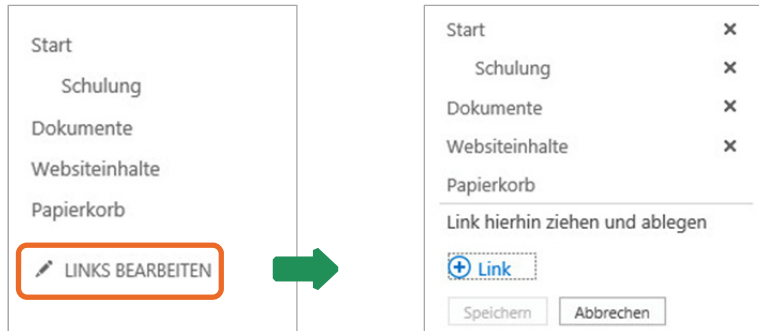 Start
Schulung
Dokumente
Websiteinhalte
Papierkorb
LINKS BEARBEITEN
Start
Schulung
Dokumente
Websiteinhalte
Papierkorb
Link hierhin ziehen und ablegen
Link
Speichern
Abbrechen